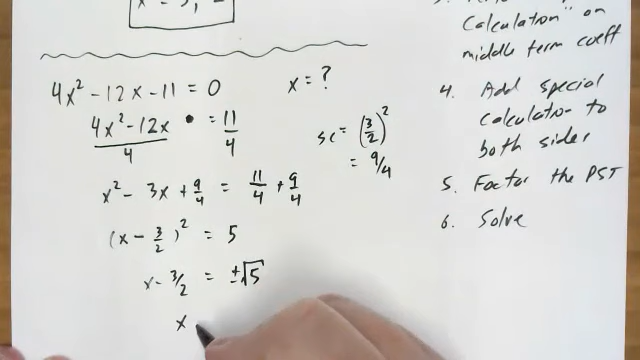 Calculation" on
middle term coeff
4x² - 12x - 11 = 0    x = ?
4x² - 12x • = 11
4    4
sc = (3/2)²
= 9/4
x² - 3x + 9/4 = 11/4 + 9/4
(x - 3/2)² = 5
x - 3/2 = ±√5
x
4. Add special
calculation to
both sides
5. Factor the PST
6. Solve